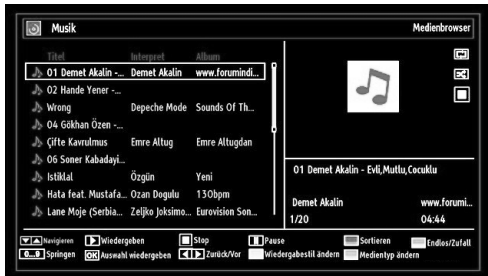 Musik
Medienbrowser
Titel Interpret Album
01 Demet Akalin -... Demet Akalin www.forumindi...
02 Hande Yener -...
Wrong Depeche Mode Sounds Of Th...
04 Gökhan Özen -...
Çifte Kavrulmus Emre Altug Emre Altugdan
06 Soner Kabadayi...
Istiklal Özgün Yeni
Hata feat. Mustafa... Ozan Dogulu 130bpm
Lane Moje (Serbia... Zeljko Joksimo... Eurovision Son...
01 Demet Akalin - Evli,Mutlu,Cocuklu
Demet Akalin www.forumi...
1/20 04:44
Navigieren Wiedergeben Stop Pause Sortieren Endlos/Zufall
0...9 Springen OK Auswahl wiedergeben Zurück/Vor Wiedergabestil ändern Medientyp ändern